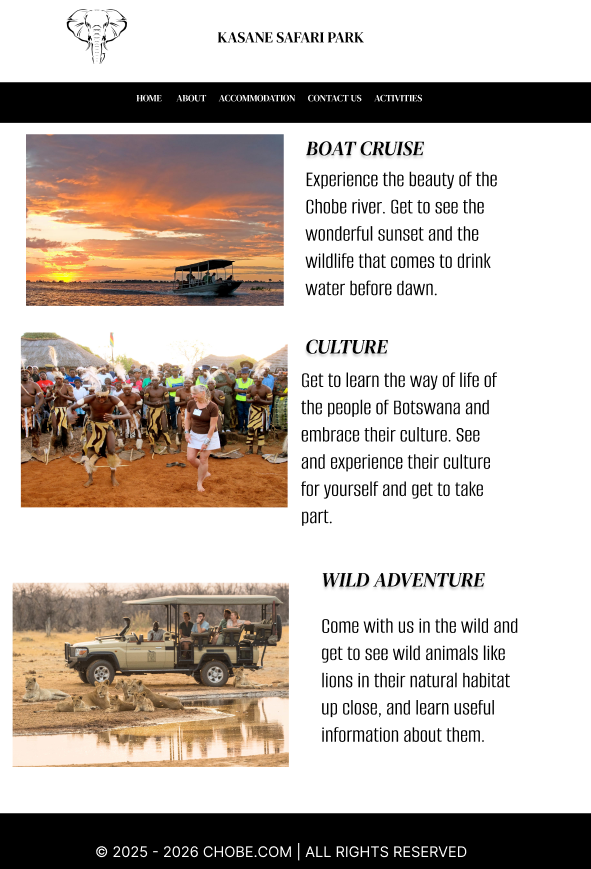 KASANE SAFARI PARK
HOME ABOUT ACCOMMODATION CONTACT US ACTIVITIES
BOAT CRUISE
Experience the beauty of the
Chobe river. Get to see the
wonderful sunset and the
wildlife that comes to drink
water before dawn.
CULTURE
Get to learn the way of life of
the people of Botswana and
embrace their culture. See
and experience their culture
for yourself and get to take
part.
WILD ADVENTURE
Come with us in the wild and
get to see wild animals like
lions in their natural habitat
up close, and learn useful
information about them.
© 2025 - 2026 CHOBE.COM | ALL RIGHTS RESERVED